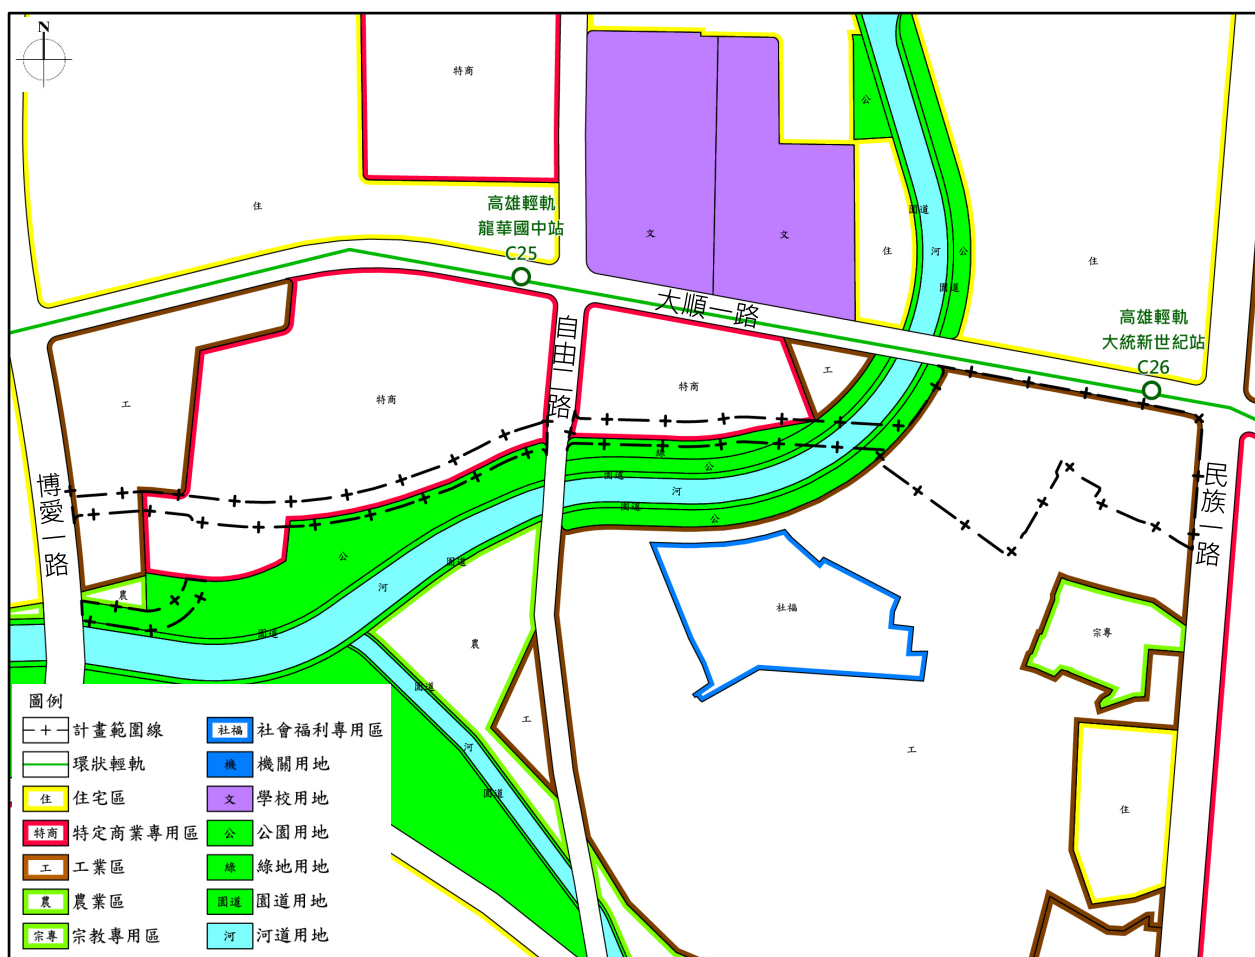 N
特商
公
住
高雄輕軌
龍華國中站
C25
文
文
住
園道
河
公
園道
住
太順一路
高雄輕軌
大統新世紀站
C26
自由二路
工
特商
特商
工
博愛一路
民族一路
綠
公
園道
河
園道
公
公
園道
河
農
園道
社福
宗專
農
園道
工
河
園道
工
住
圖例
計畫範圍線
環狀輕軌
住 住宅區
特商 特定商業專用區
工 工業區
農 農業區
宗專 宗教專用區
社福 社會福利專用區
機 機關用地
文 學校用地
公 公園用地
綠 綠地用地
園道 園道用地
河 河道用地